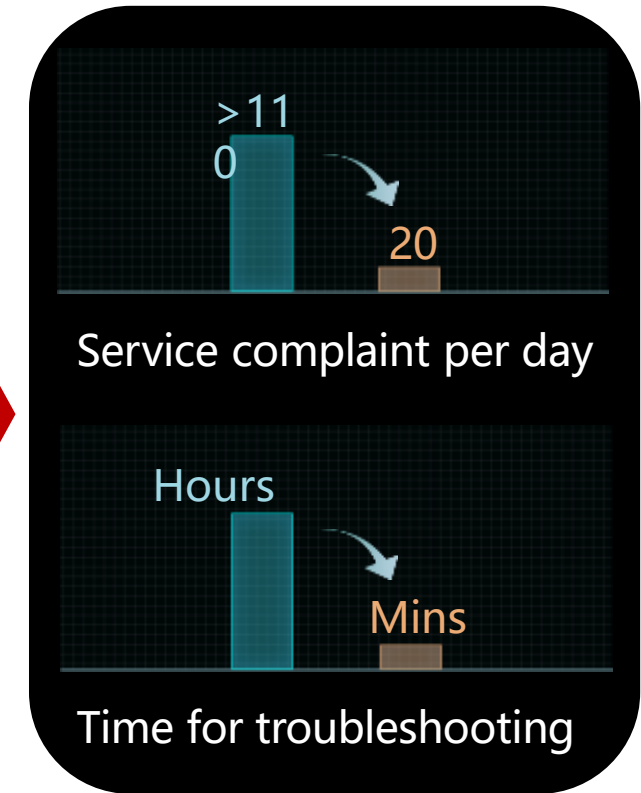 >11
0
20
Service complaint per day
Hours
Mins
Time for troubleshooting